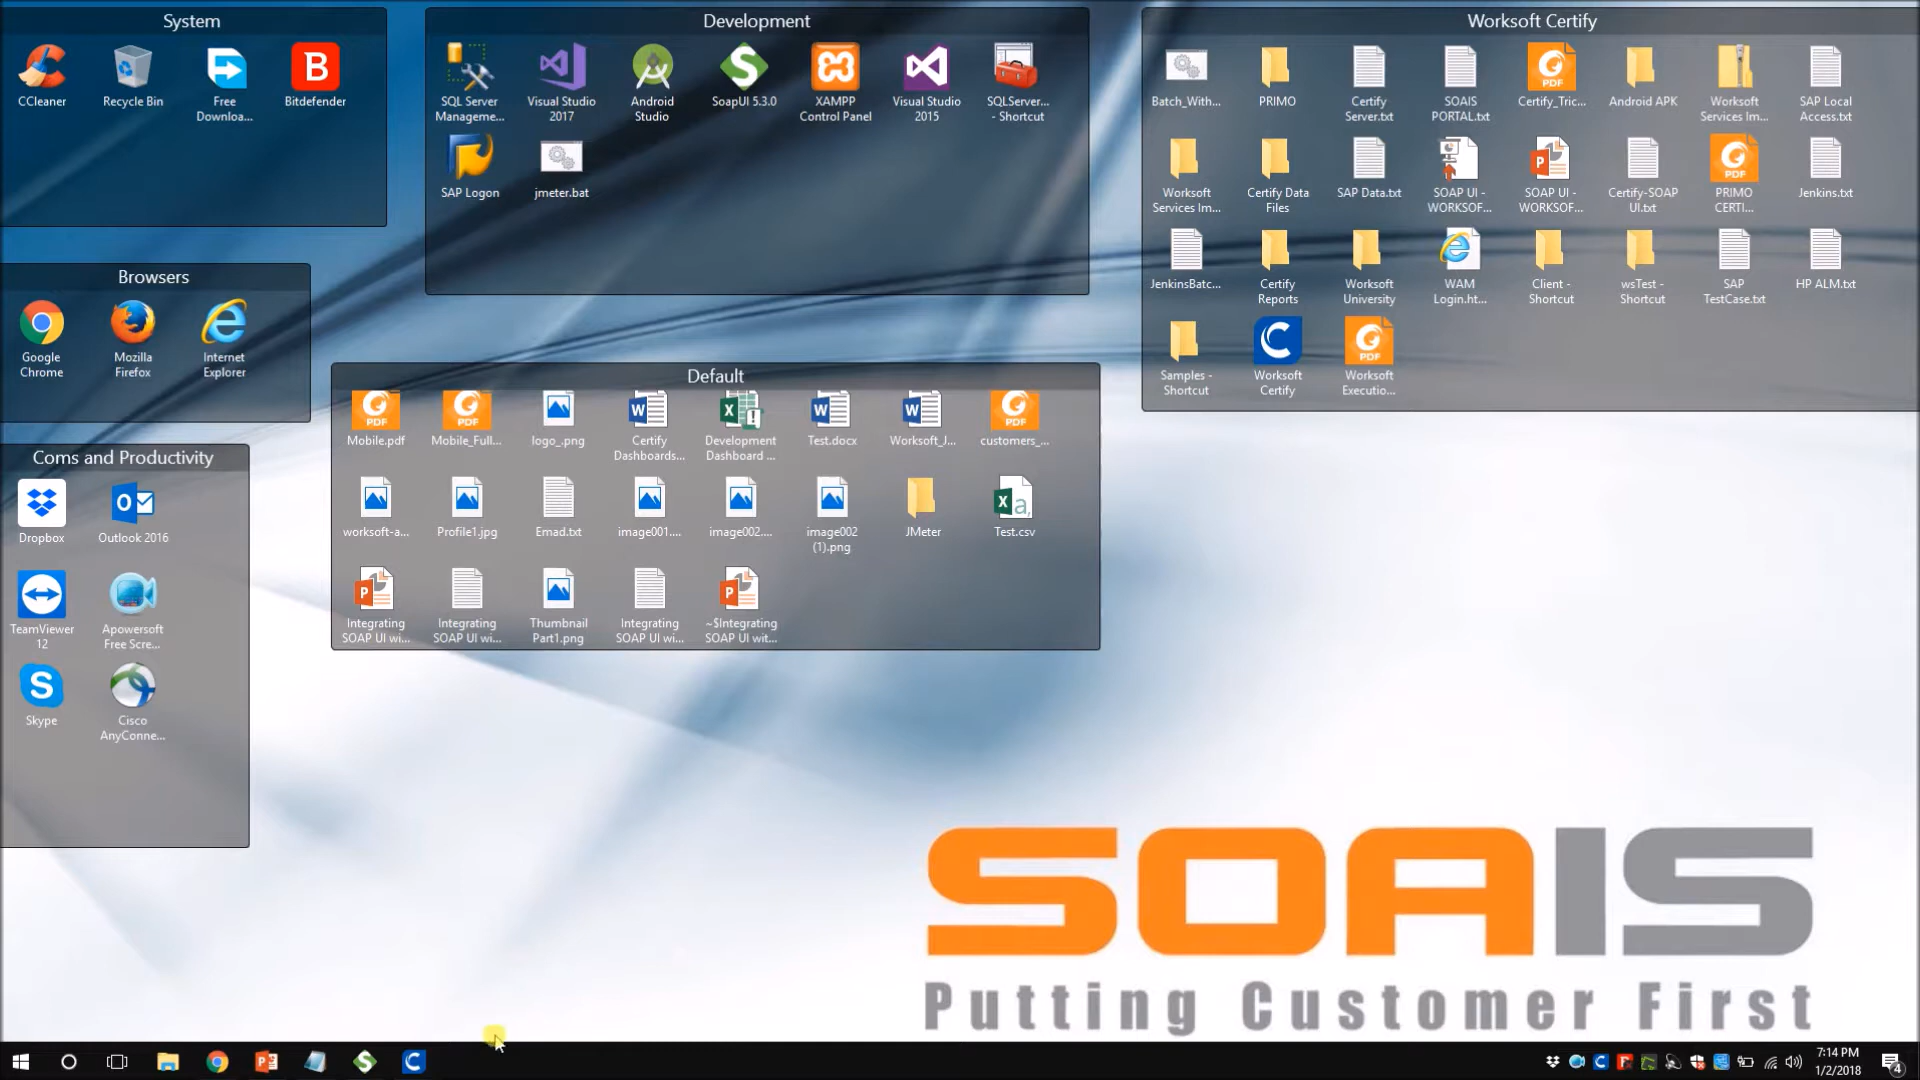 System
CCleaner
Recycle Bin
Free
Downloa...
Bitdefender
Development
SQL Server
Manageme...
Visual Studio
2017
Android
Studio
SoapUI 5.3.0
XAMPP
Control Panel
Visual Studio
2015
SQLServer...
- Shortcut
SAP Logon
jmeter.bat
Worksoft Certify
Batch_With...
PRIMO
Certify
Server.txt
SOAIS
PORTAL.txt
Certify_Tric...
Android APK
Worksoft
Services Im...
SAP Local
Access.txt
Worksoft
Services Im...
Certify Data
Files
SAP Data.txt
SOAP UI -
WORKSOF...
SOAP UI -
WORKSOF...
Certify-SOAP
UI.txt
PRIMO
CERTI...
Jenkins.txt
JenkinsBatc...
Certify
Reports
Worksoft
University
WAM
Login.ht...
Client -
Shortcut
wsTest -
Shortcut
SAP
TestCase.txt
HP ALM.txt
Samples -
Shortcut
Worksoft
Certify
Worksoft
Executio...
Browsers
Google
Chrome
Mozilla
Firefox
Internet
Explorer
Default
Mobile.pdf
Mobile_Full...
logo_.png
Certify
Dashboards...
Development
Dashboard ...
Test.docx
Worksoft_J...
customers_...
worksoft-a...
Profile1.jpg
Emad.txt
image001....
image002....
image002
(1).png
JMeter
Test.csv
Integrating
SOAP UI wi...
Integrating
SOAP UI wi...
Thumbnail
Part1.png
Integrating
SOAP UI wi...
~$Integrating
SOAP UI wit...
Coms and Productivity
Dropbox
Outlook 2016
TeamViewer
12
Apowersoft
Free Scre...
Skype
Cisco
AnyConne...
SOAIS
Putting Customer First
7:14 PM
1/2/2018
4